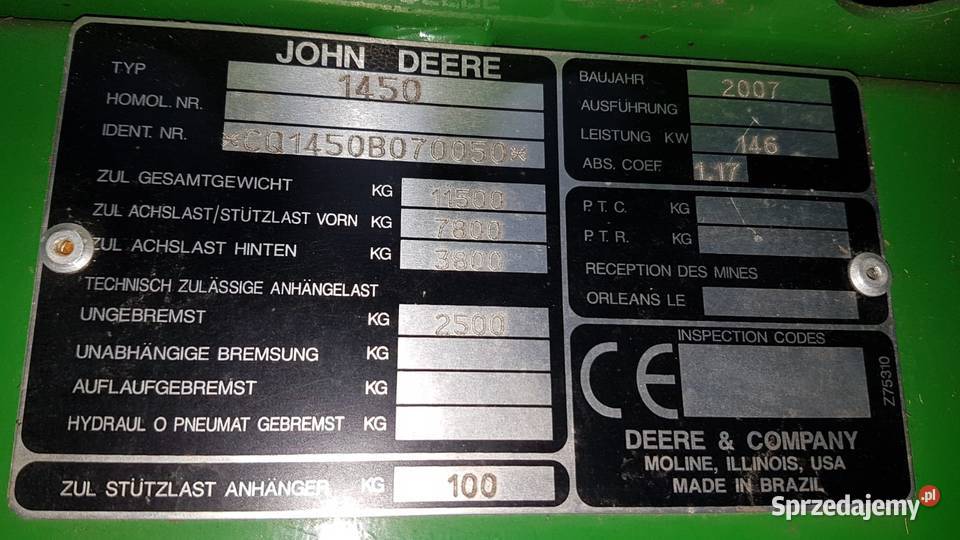 JOHN DEERE
TYP 1450
HOMOL. NR.
IDENT. NR. *CQ1450B070050*
ZUL GESAMTGEWICHT KG 11500
ZUL ACHSLAST/STÜTZLAST VORN KG 7800
ZUL ACHSLAST HINTEN KG 3800
TECHNISCH ZULÄSSIGE ANHÄNGELAST
UNGEBREMST KG 2500
UNABHÄNGIGE BREMSUNG KG
AUFLAUFGEBREMST KG
HYDRAUL O PNEUMAT GEBREMST KG
ZUL STÜTZLAST ANHÄNGER KG 100
BAUJAHR 2007
AUSFÜHRUNG
LEISTUNG KW 146
ABS. COEF. 1.17
P.T.C. KG
P.T.R. KG
RECEPTION DES MINES
ORLEANS LE
INSPECTION CODES
CE
Z75310
DEERE & COMPANY
MOLINE, ILLINOIS, USA
MADE IN BRAZIL
Sprzedajemy.pl